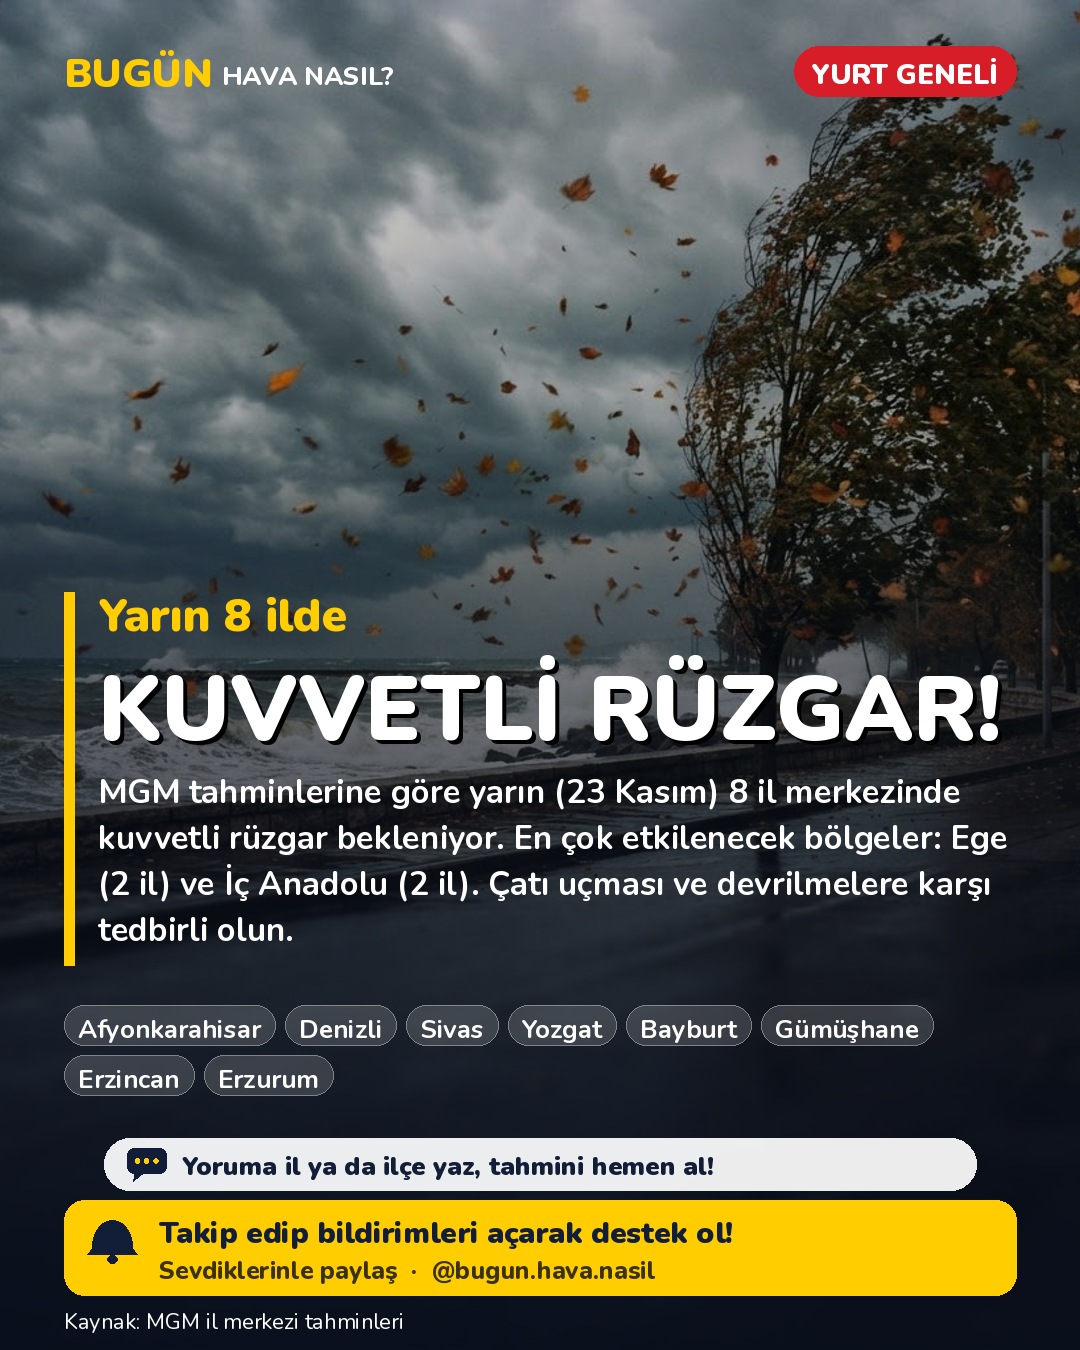 BUGÜN HAVA NASIL?
YURT GENELİ
Yarın 8 ilde
KUVVETLİ RÜZGAR!
MGM tahminlerine göre yarın (23 Kasım) 8 il merkezinde
kuvvetli rüzgar bekleniyor. En çok etkilenecek bölgeler: Ege
(2 il) ve İç Anadolu (2 il). Çatı uçması ve devrilmelere karşı
tedbirli olun.
Afyonkarahisar Denizli Sivas Yozgat Bayburt Gümüşhane
Erzincan Erzurum
Yoruma il ya da ilçe yaz, tahmini hemen al!
Takip edip bildirimleri açarak destek ol!
Sevdiklerinle paylaş · @bugun.hava.nasil
Kaynak: MGM il merkezi tahminleri